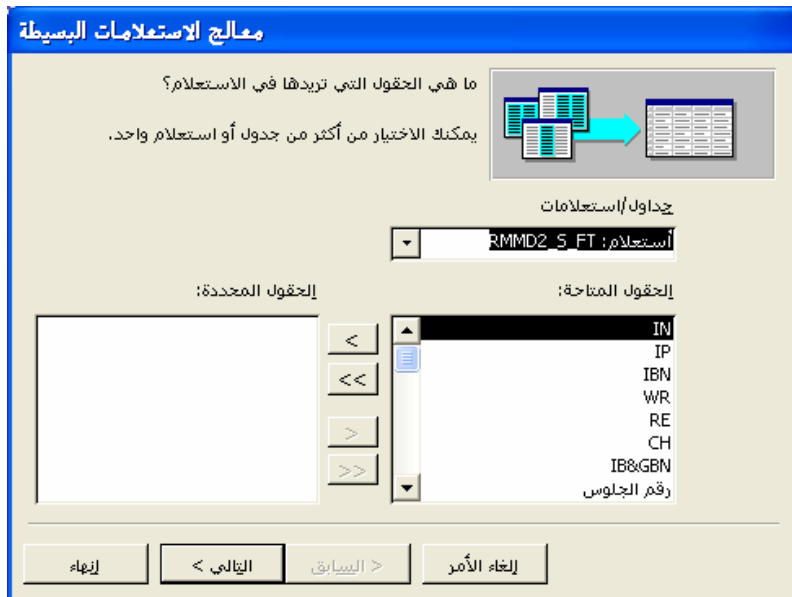 معالج الاستعلامات البسيطة
ما هي الحقول التي تريدها في الاستعلام؟
يمكنك الاختيار من أكثر من جدول أو استعلام واحد.
جداول/استعلامات
أستعلام: RMMD2_S_FT
الحقول المتاحة:
الحقول المحددة:
IN
IP
IBN
WR
RE
CH
IB&GBN
رقم الجلوس
<
<<
>
>>
إلغاء الأمر
< السابق
التالي >
إنهاء